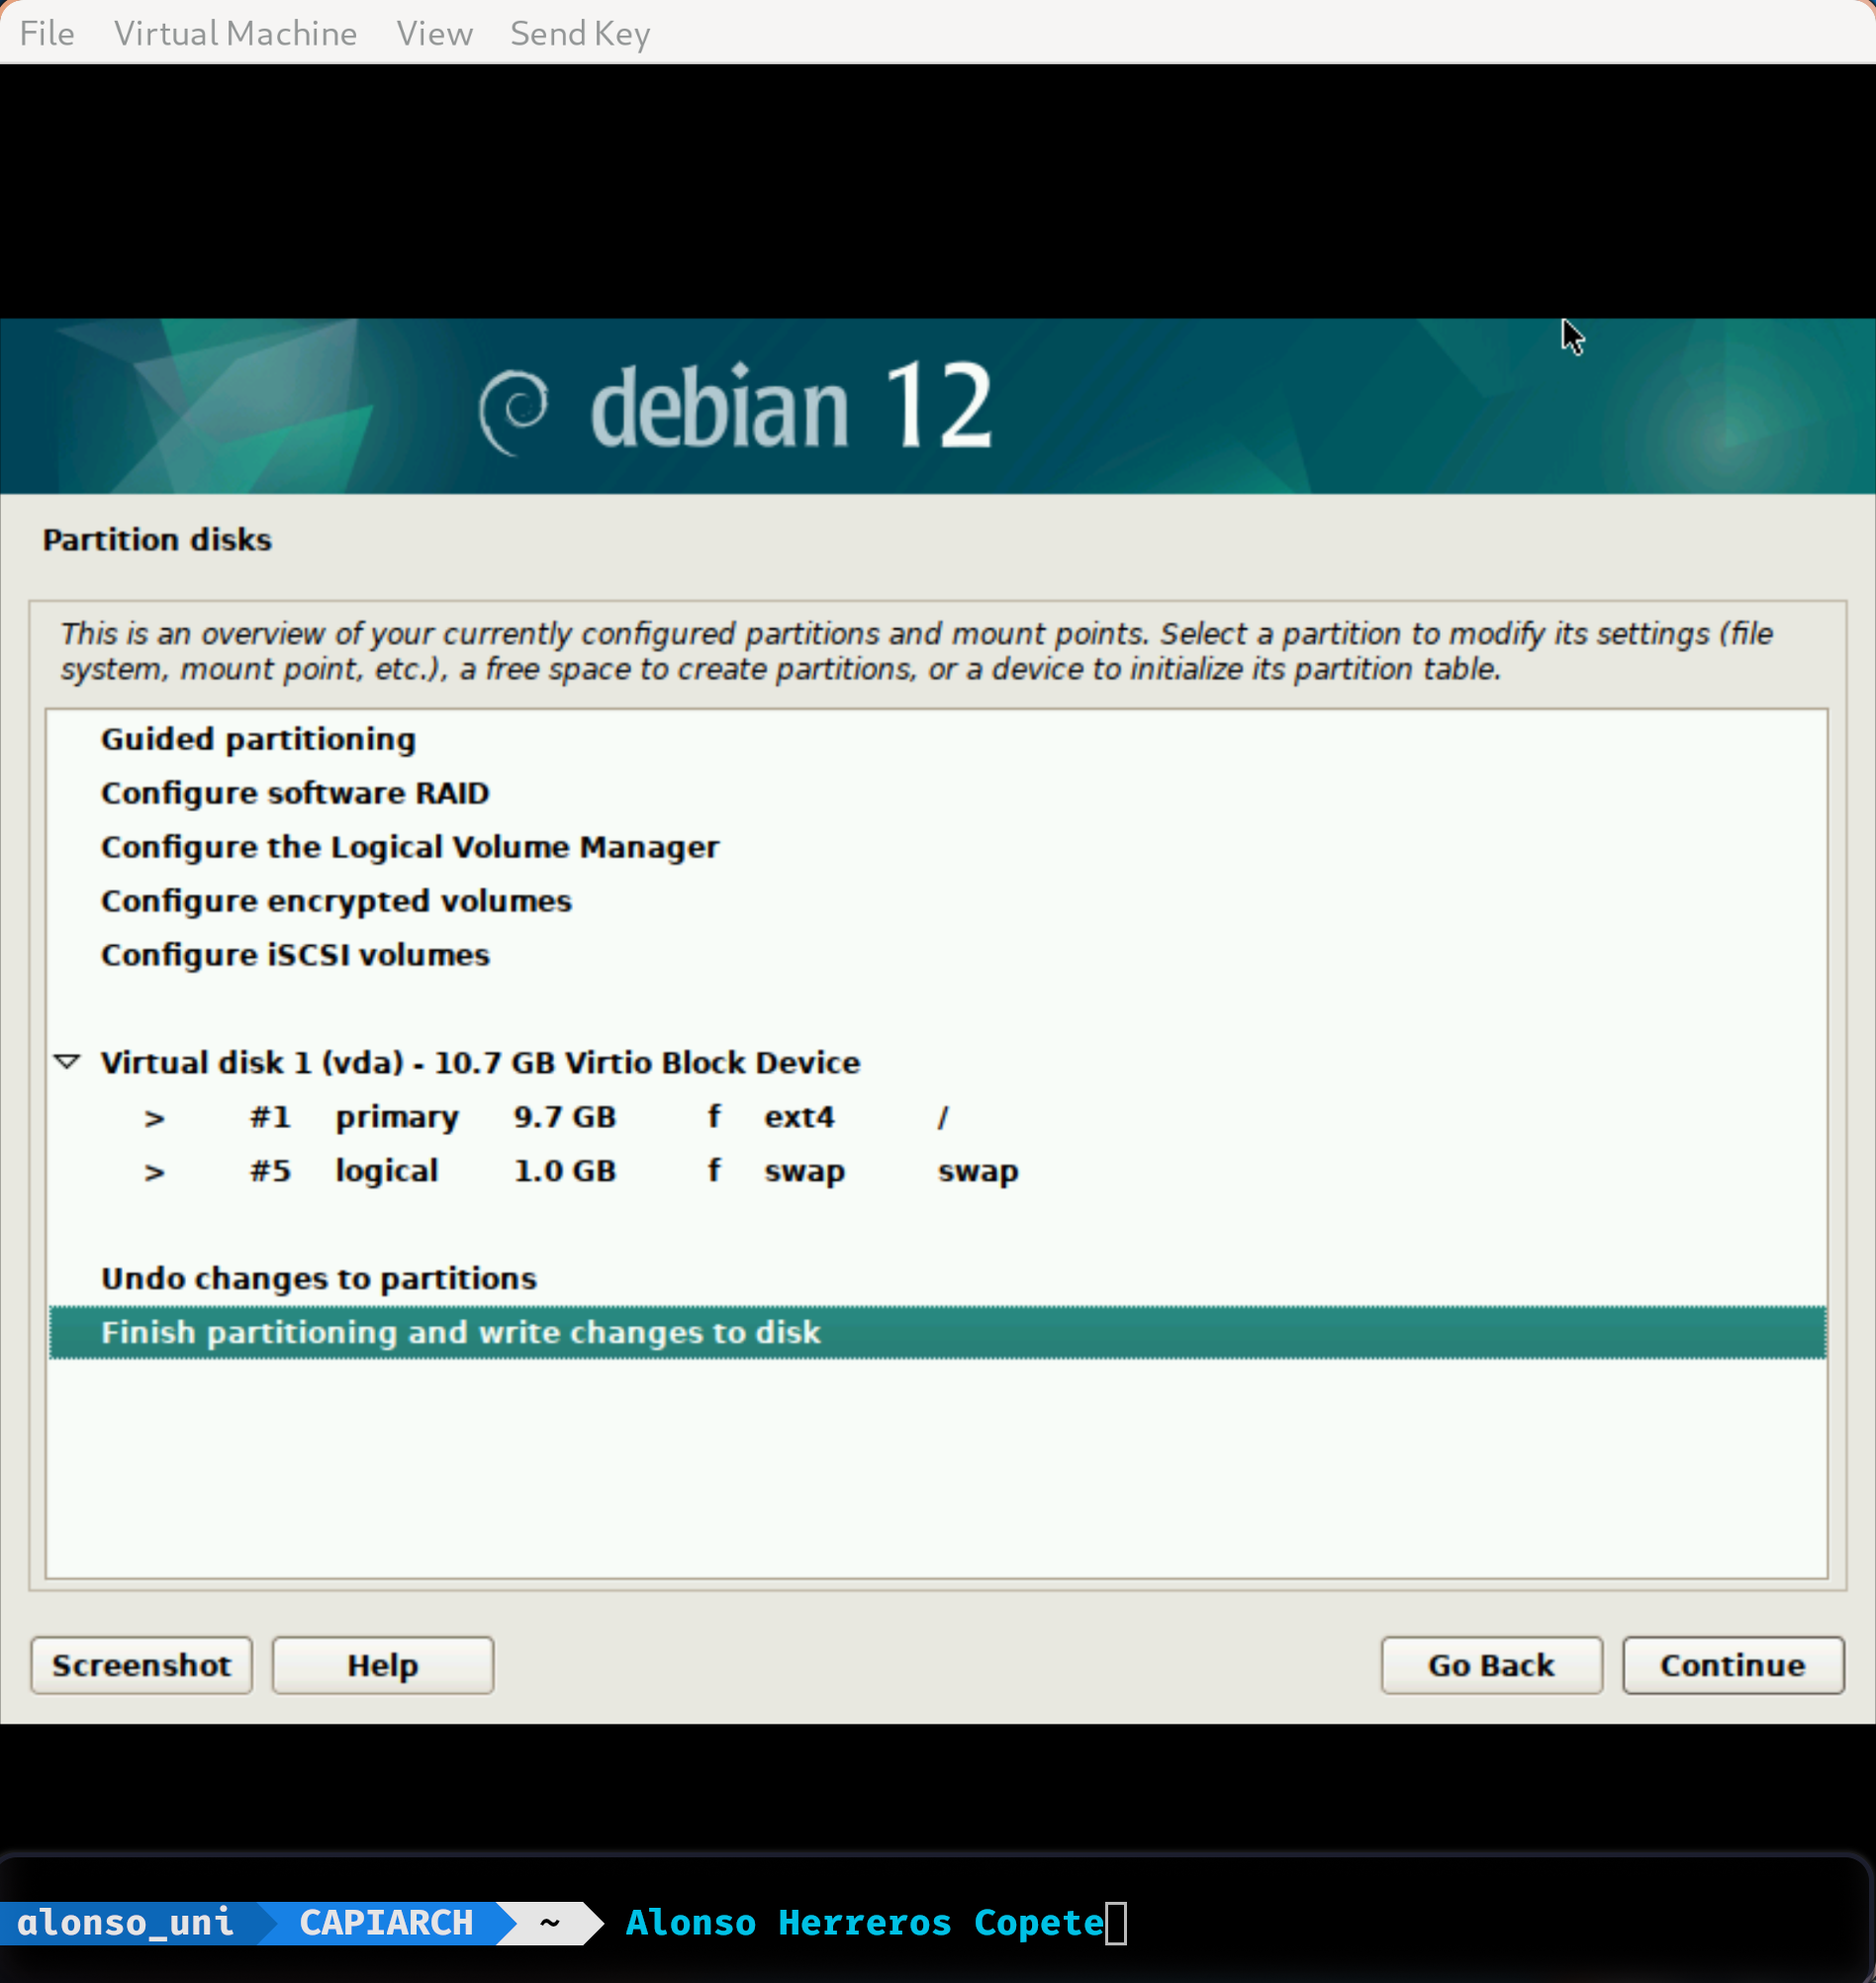 File Virtual Machine View Send Key
debian 12
Partition disks
This is an overview of your currently configured partitions and mount points. Select a partition to modify its settings (file
system, mount point, etc.), a free space to create partitions, or a device to initialize its partition table.
Guided partitioning
Configure software RAID
Configure the Logical Volume Manager
Configure encrypted volumes
Configure iSCSI volumes
Virtual disk 1 (vda) - 10.7 GB Virtio Block Device
> #1 primary 9.7 GB f ext4 /
> #5 logical 1.0 GB f swap swap
Undo changes to partitions
Finish partitioning and write changes to disk
Screenshot Help Go Back Continue
alonso_uni CAPIARCH ~ Alonso Herreros Copete